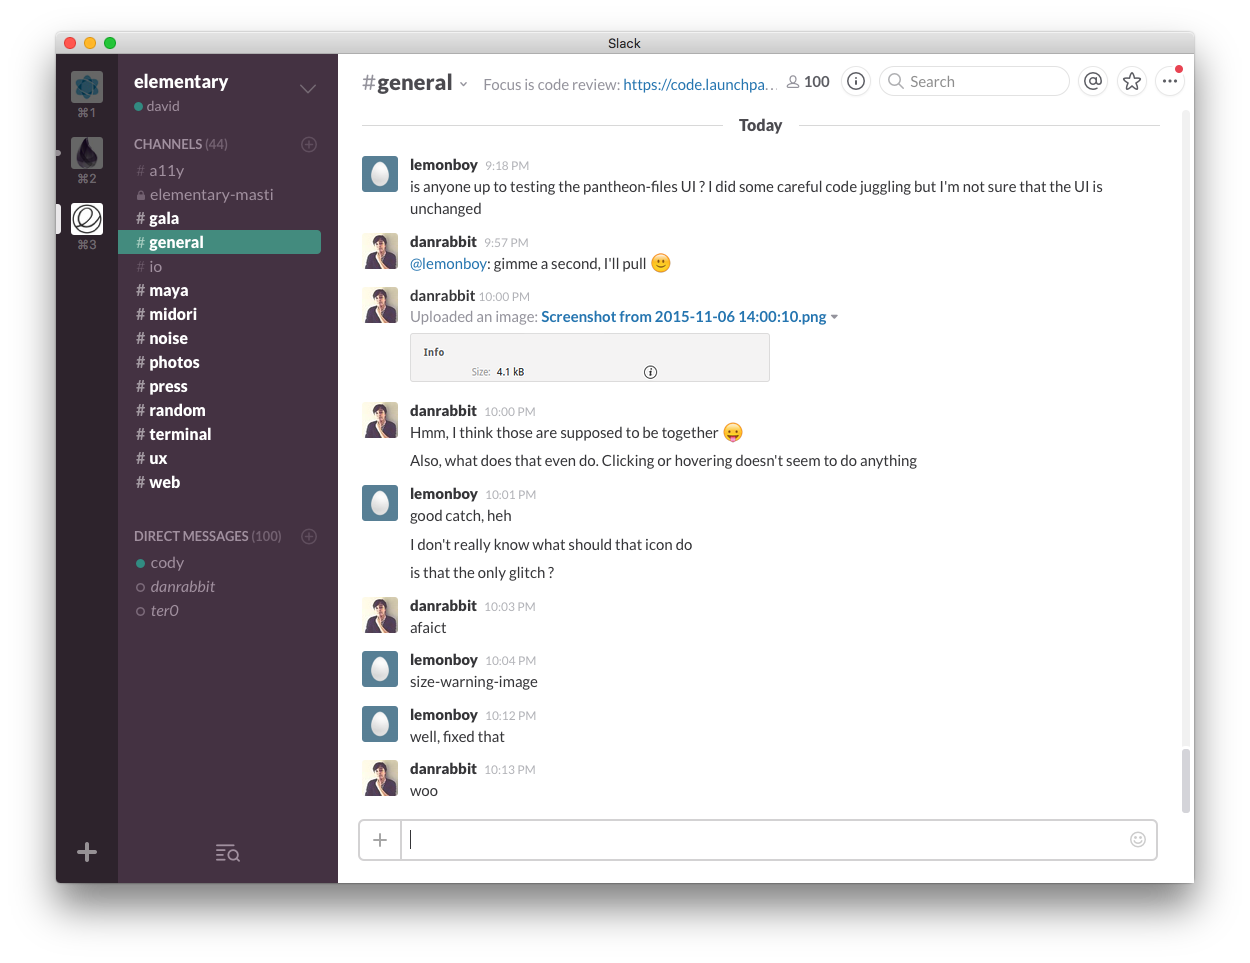 Slack
⌘1
⌘2
⌘3
elementary
david
CHANNELS (44)
# a11y
elementary-masti
# gala
# general
# io
# maya
# midori
# noise
# photos
# press
# random
# terminal
# ux
# web
DIRECT MESSAGES (100)
cody
danrabbit
ter0
#general
Focus is code review: https://code.launchpa...
100
Search
Today
lemonboy 9:18 PM
is anyone up to testing the pantheon-files UI ? I did some careful code juggling but I'm not sure that the UI is
unchanged
danrabbit 9:57 PM
@lemonboy: gimme a second, I'll pull 🙂
danrabbit 10:00 PM
Uploaded an image: Screenshot from 2015-11-06 14:00:10.png
Info
Size: 4.1 kB
danrabbit 10:00 PM
Hmm, I think those are supposed to be together 😛
Also, what does that even do. Clicking or hovering doesn't seem to do anything
lemonboy 10:01 PM
good catch, heh
I don't really know what should that icon do
is that the only glitch ?
danrabbit 10:03 PM
afaict
lemonboy 10:04 PM
size-warning-image
lemonboy 10:12 PM
well, fixed that
danrabbit 10:13 PM
woo